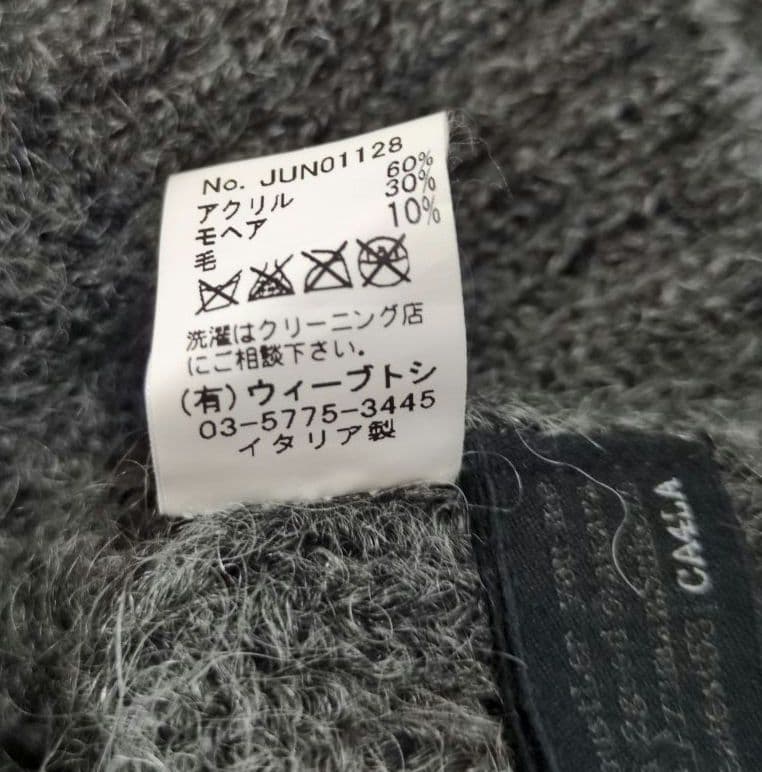 No. JUN01128
アクリル 60%
モヘア 30%
毛 10%
洗濯はクリーニング店
にご相談下さい。
(有)ウィーブトシ
03-5775-3445
イタリア製
CA4LA